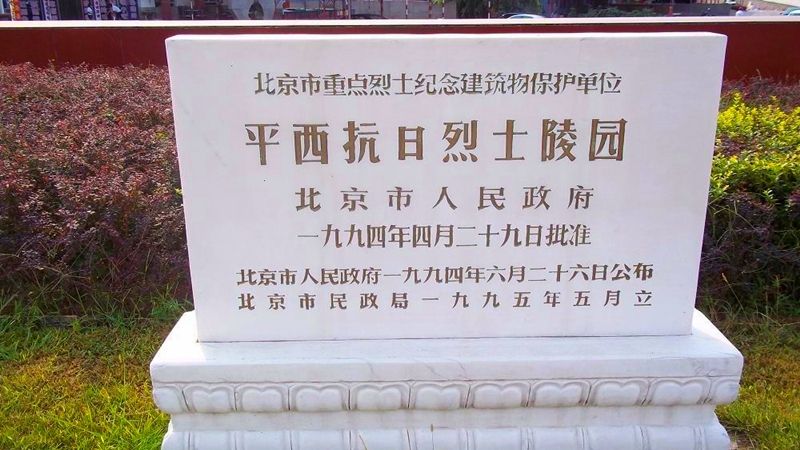 北京市重点烈士纪念建筑物保护单位
平西抗日烈士陵园
北京市人民政府
一九九四年四月二十九日批准
北京市人民政府一九九四年六月二十六日公布
北京市民政局一九九五年五月立